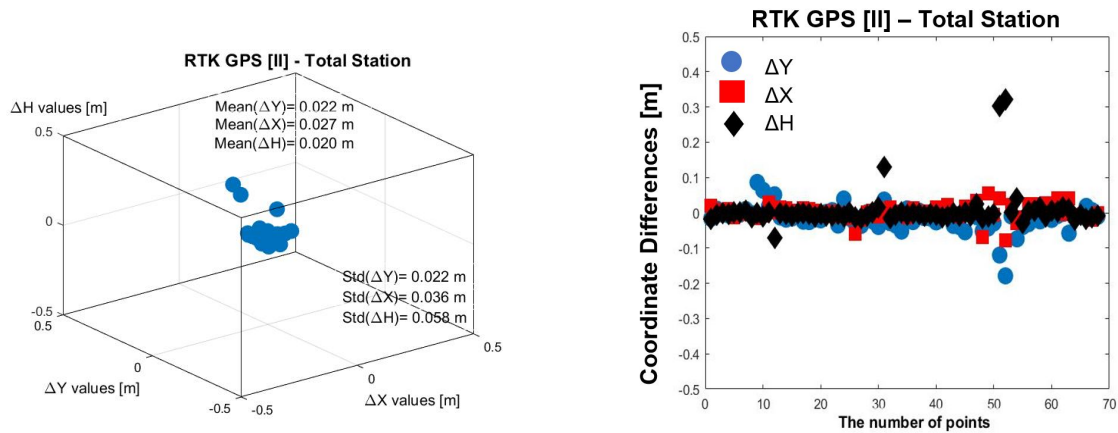 RTK GPS [II] - Total Station
ΔH values [m]
0.5
0
-0.5
Mean(ΔY)= 0.022 m
Mean(ΔX)= 0.027 m
Mean(ΔH)= 0.020 m
Std(ΔY)= 0.022 m
Std(ΔX)= 0.036 m
Std(ΔH)= 0.058 m
0.5
0
-0.5
ΔY values [m]
-0.5
0
0.5
ΔX values [m]
RTK GPS [II] – Total Station
Coordinate Differences [m]
0.5
0.4
0.3
0.2
0.1
0
-0.1
-0.2
-0.3
-0.4
-0.5
ΔY
ΔX
ΔH
0 10 20 30 40 50 60 70
The number of points